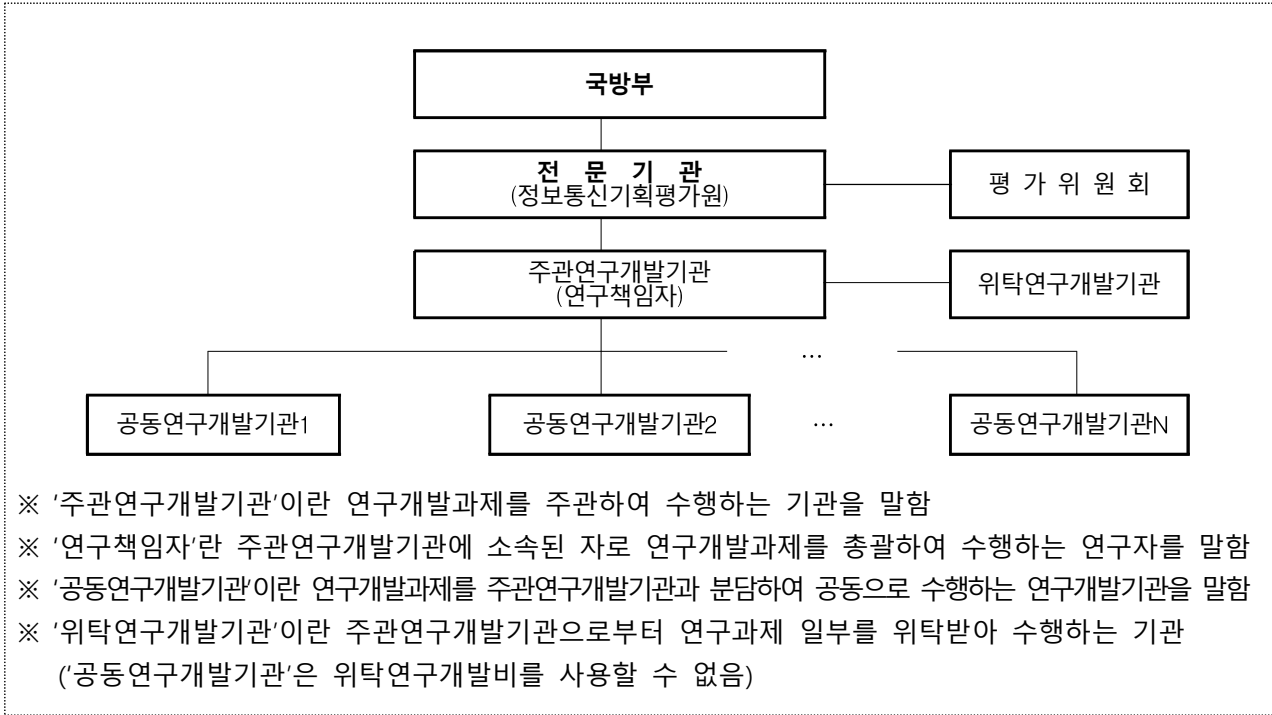 국방부
전 문 기 관
(정보통신기획평가원)
평 가 위 원 회
주관연구개발기관
(연구책임자)
위탁연구개발기관
…
공동연구개발기관1
공동연구개발기관2
…
공동연구개발기관N
※ '주관연구개발기관'이란 연구개발과제를 주관하여 수행하는 기관을 말함
※ '연구책임자'란 주관연구개발기관에 소속된 자로 연구개발과제를 총괄하여 수행하는 연구자를 말함
※ '공동연구개발기관'이란 연구개발과제를 주관연구개발기관과 분담하여 공동으로 수행하는 연구개발기관을 말함
※ '위탁연구개발기관'이란 주관연구개발기관으로부터 연구과제 일부를 위탁받아 수행하는 기관
('공동연구개발기관'은 위탁연구개발비를 사용할 수 없음)